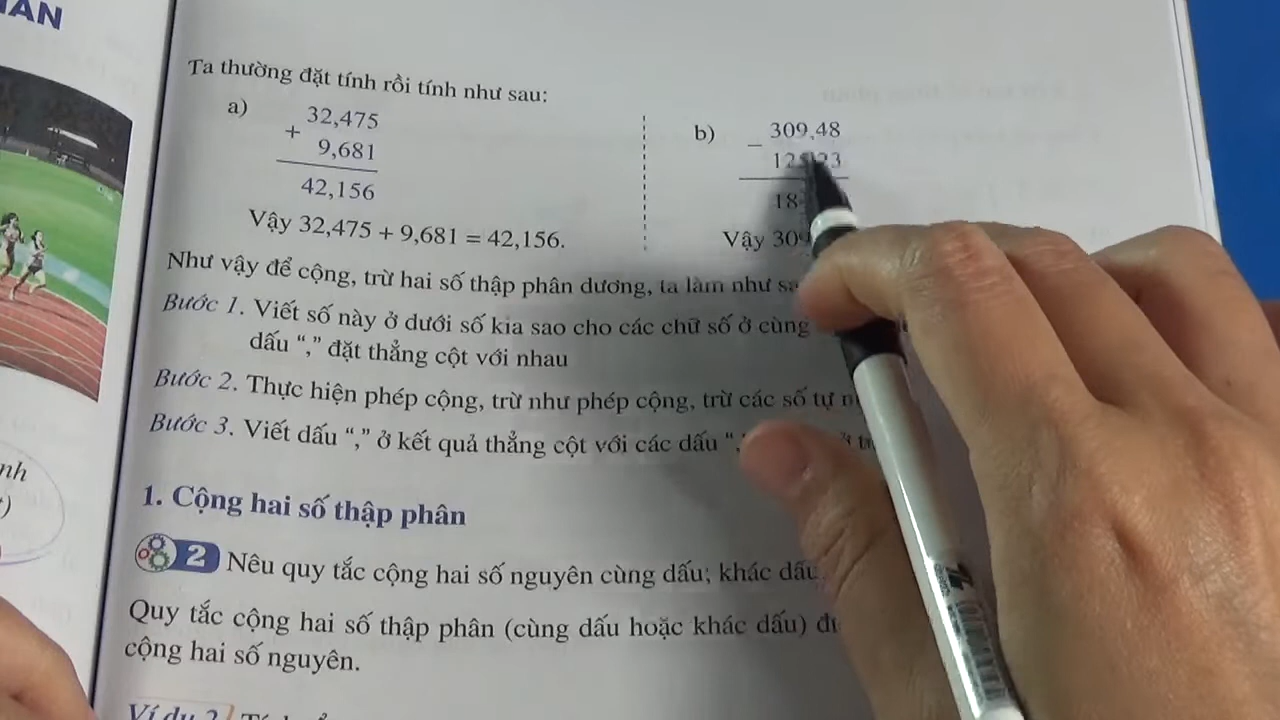 Ta thường đặt tính rồi tính như sau:
a)
32,475
+
9,681
42,156
Vậy 32,475 + 9,681 = 42,156.
b)
309,48
−
18
Vậy
Như vậy để cộng, trừ hai số thập phân dương, ta làm như
Bước 1. Viết số này ở dưới số kia sao cho các chữ số ở cùng
dấu “,” đặt thẳng cột với nhau
Bước 2. Thực hiện phép cộng, trừ như phép cộng, trừ các số tự
Bước 3. Viết dấu “,” ở kết quả thẳng cột với các dấu “
1. Cộng hai số thập phân
2 Nêu quy tắc cộng hai số nguyên cùng dấu; khác dấu
Quy tắc cộng hai số thập phân (cùng dấu hoặc khác dấu)
cộng hai số nguyên.
Ví dụ 2